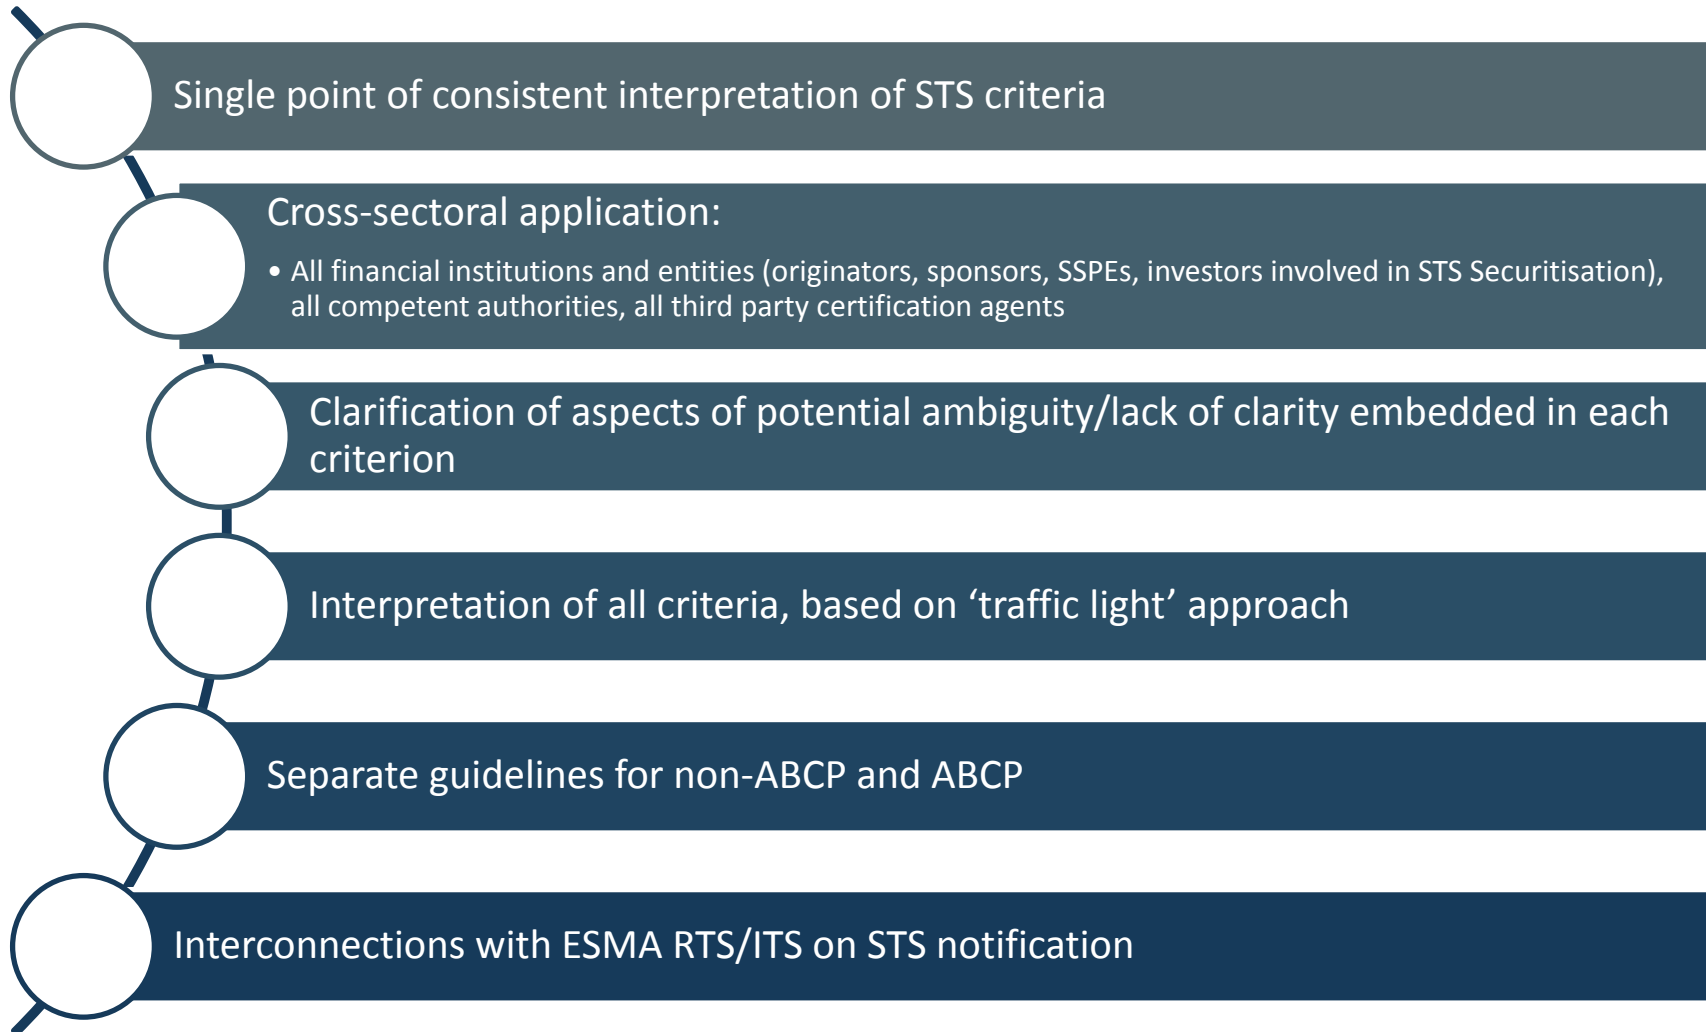 Single point of consistent interpretation of STS criteria
Cross-sectoral application:
• All financial institutions and entities (originators, sponsors, SSPEs, investors involved in STS Securitisation),
all competent authorities, all third party certification agents
Clarification of aspects of potential ambiguity/lack of clarity embedded in each
criterion
Interpretation of all criteria, based on ‘traffic light’ approach
Separate guidelines for non-ABCP and ABCP
Interconnections with ESMA RTS/ITS on STS notification